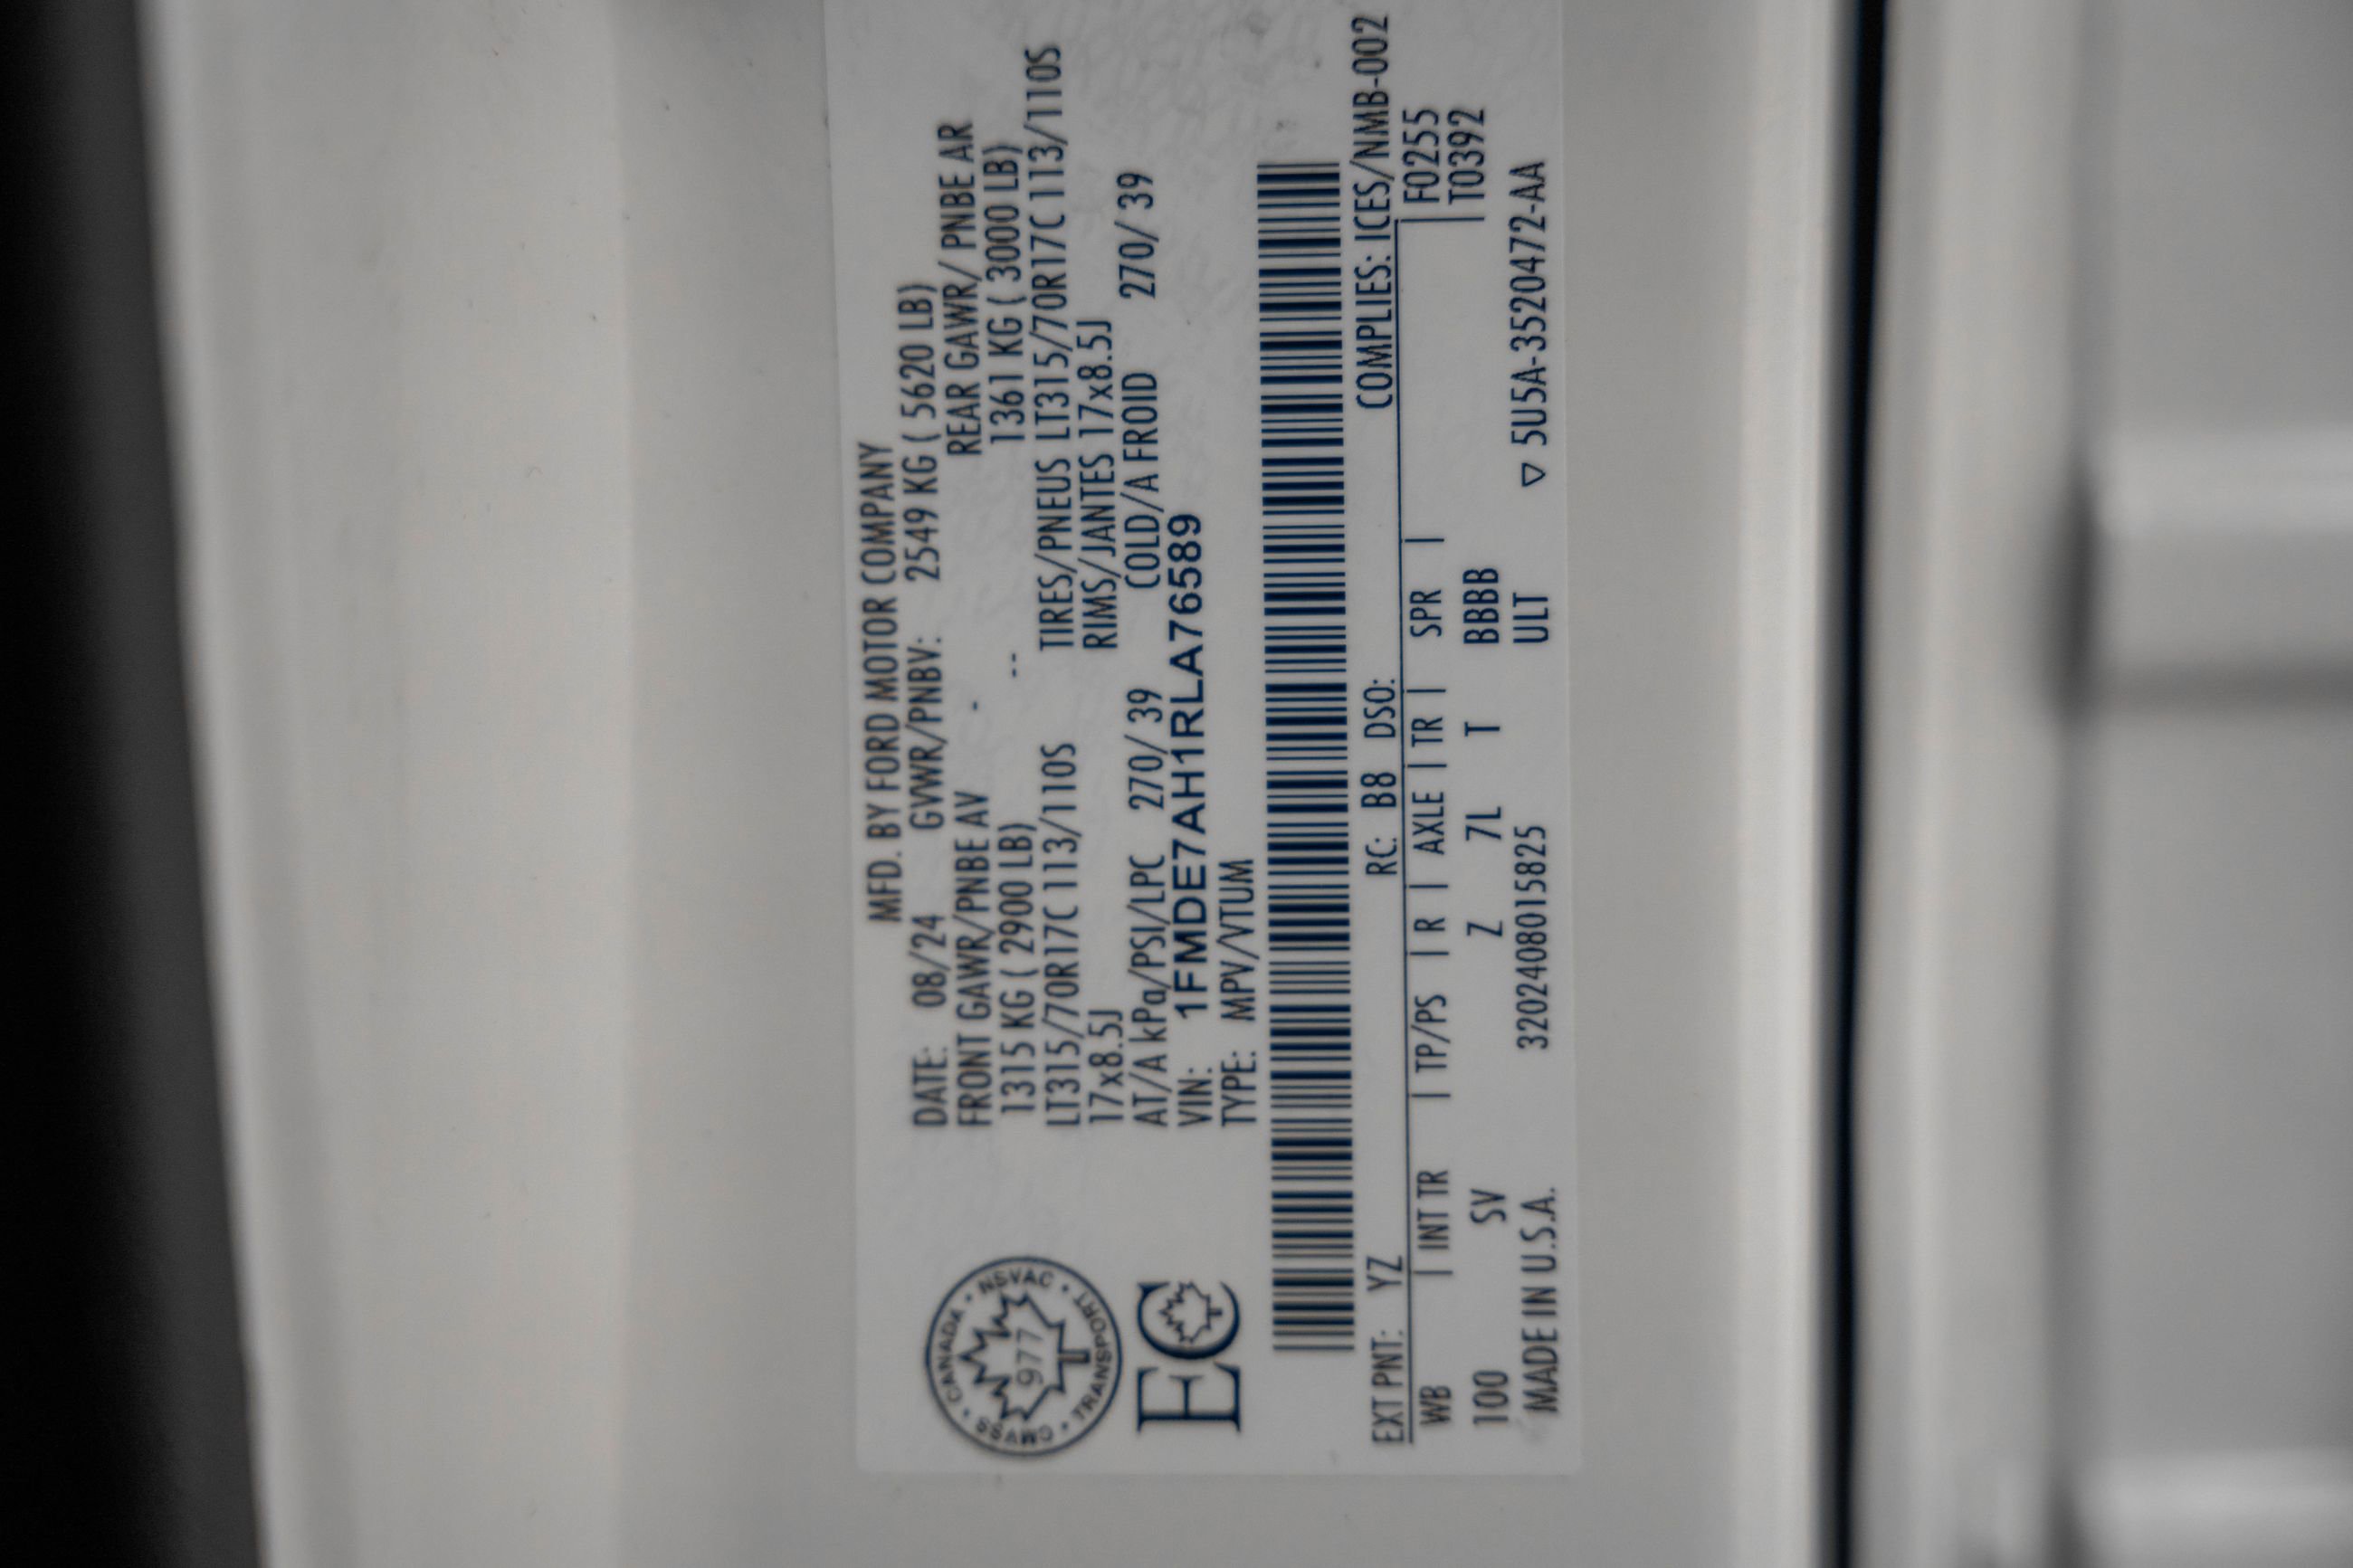 MFD. BY FORD MOTOR COMPANY
DATE: 08/24 GVWR/PNBV: 2549 KG ( 5620 LB)
FRONT GAWR/PNBE AV - REAR GAWR/ PNBE AR
1315 KG ( 2900 LB) -- 1361 KG ( 3000 LB)
LT315/70R17C 113/110S TIRES/PNEUS LT315/70R17C 113/110S
17x8.5J RIMS/JANTES 17x8.5J
AT/A kPa/PSI/LPC 270/ 39 COLD/A FROID 270/ 39
VIN: 1FMDE7AH1RLA76589
TYPE: MPV/VTUM
CMVSS • CANADA • NSVAC • TRANSPORT •
977
EC
EXT PNT: YZ RC: B8 DSO: COMPLIES: ICES/NMB-002
WB | INT TR | TP/PS | R | AXLE | TR | SPR | | F0255
| T0392
100 SV Z 7L T BBBB
MADE IN U.S.A. 320240801 5825 ULT ▽ 5U5A-3520472-AA